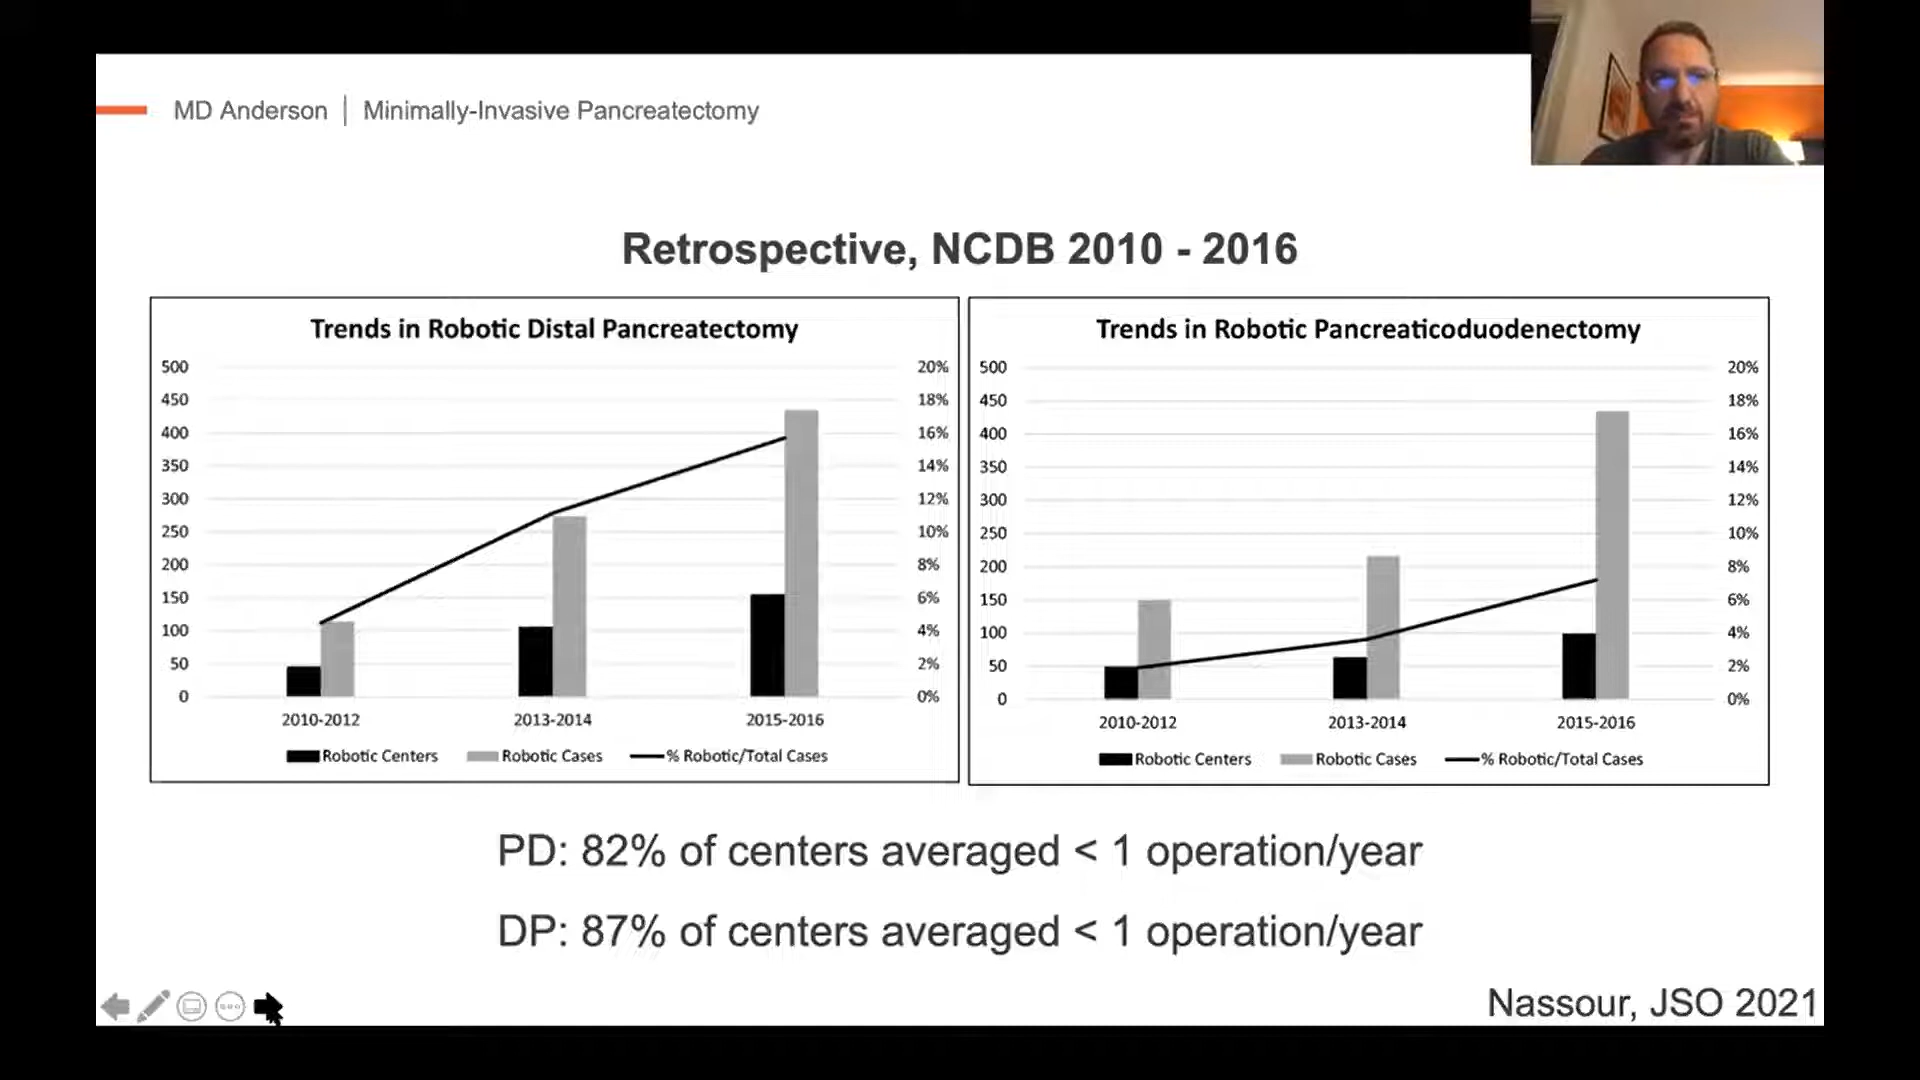 MD Anderson | Minimally-Invasive Pancreatectomy
Retrospective, NCDB 2010 - 2016
Trends in Robotic Distal Pancreatectomy
500 20%
450 18%
400 16%
350 14%
300 12%
250 10%
200 8%
150 6%
100 4%
50 2%
0 0%
2010-2012 2013-2014 2015-2016
Robotic Centers Robotic Cases % Robotic/Total Cases
Trends in Robotic Pancreaticoduodenectomy
500 20%
450 18%
400 16%
350 14%
300 12%
250 10%
200 8%
150 6%
100 4%
50 2%
0 0%
2010-2012 2013-2014 2015-2016
Robotic Centers Robotic Cases % Robotic/Total Cases
PD: 82% of centers averaged < 1 operation/year
DP: 87% of centers averaged < 1 operation/year
Nassour, JSO 2021